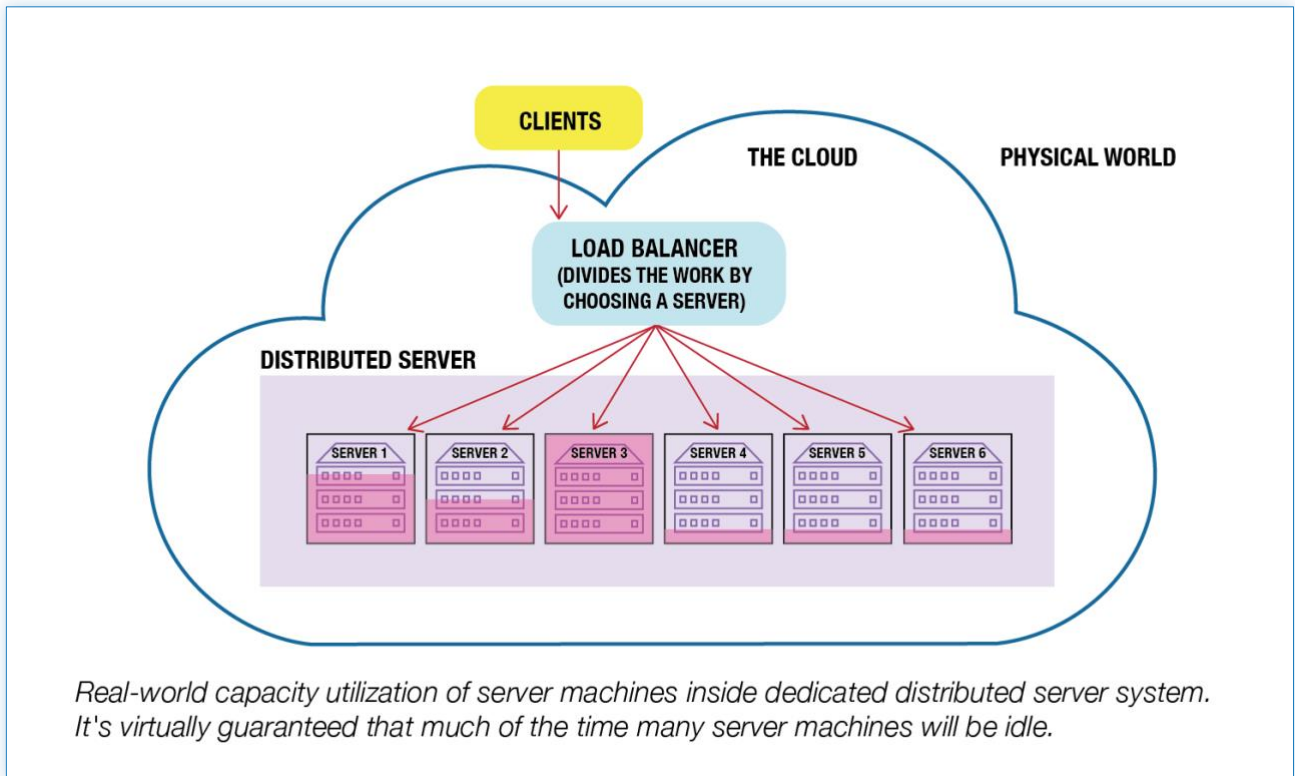 CLIENTS
THE CLOUD
PHYSICAL WORLD
LOAD BALANCER
(DIVIDES THE WORK BY
CHOOSING A SERVER)
DISTRIBUTED SERVER
SERVER 1
SERVER 2
SERVER 3
SERVER 4
SERVER 5
SERVER 6
Real-world capacity utilization of server machines inside dedicated distributed server system.
It's virtually guaranteed that much of the time many server machines will be idle.